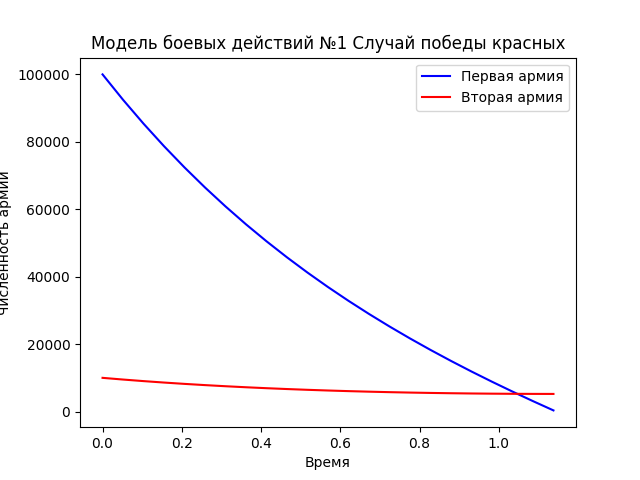 Модель боевых действий №1 Случай победы красных
Первая армия
Вторая армия
100000
80000
60000
40000
20000
0
Численность армии
0.0 0.2 0.4 0.6 0.8 1.0
Время